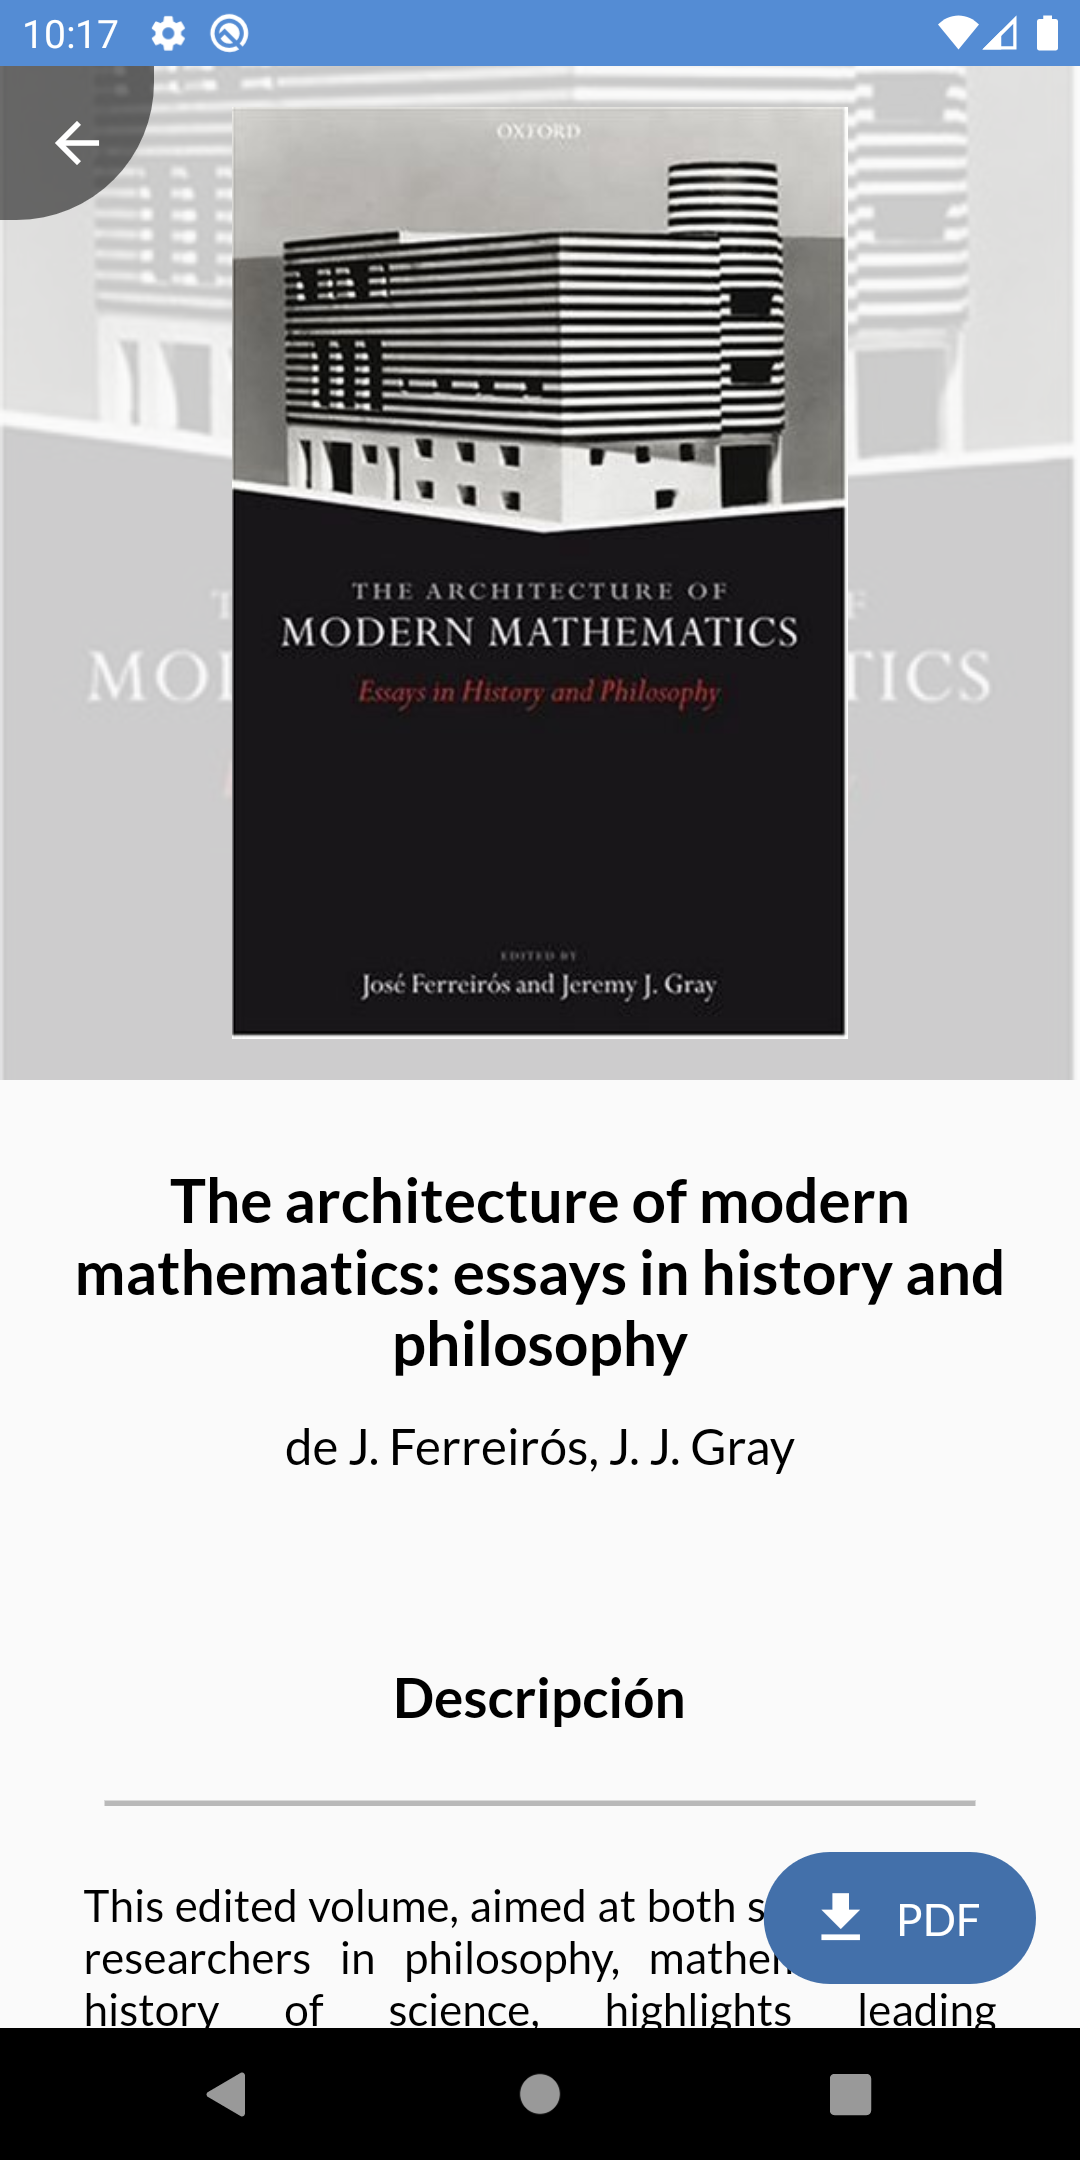 10:17
OXFORD
THE ARCHITECTURE OF
MODERN MATHEMATICS
Essays in History and Philosophy
EDITED BY
José Ferreirós and Jeremy J. Gray
The architecture of modern
mathematics: essays in history and
philosophy
de J. Ferreirós, J. J. Gray
Descripción
This edited volume, aimed at both
researchers in philosophy,
history of science, highlights leading
PDF